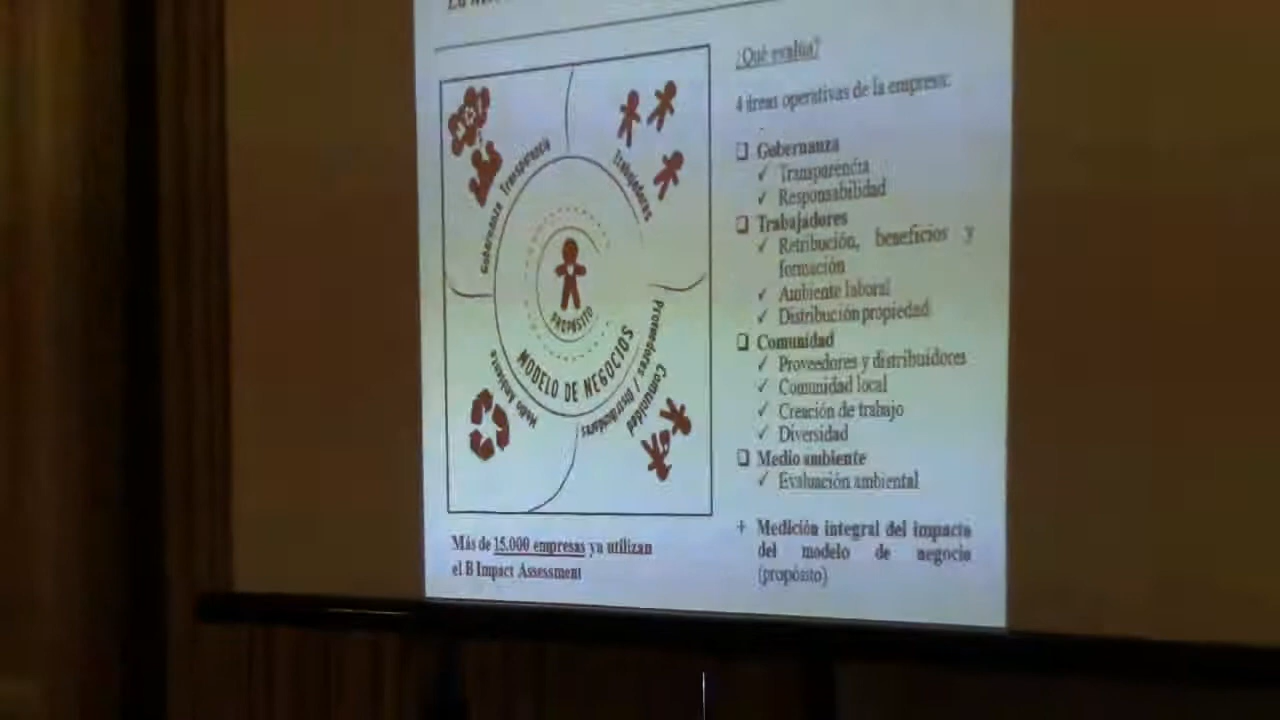 ¿Qué evalúa?
4 áreas operativas de la empresa:
❑ Gobernanza
✓ Transparencia
✓ Responsabilidad
❑ Trabajadores
✓ Retribución, beneficios y
formación
✓ Ambiente laboral
✓ Distribución propiedad
❑ Comunidad
✓ Proveedores y distribuidores
✓ Comunidad local
✓ Creación de trabajo
✓ Diversidad
❑ Medio ambiente
✓ Evaluación ambiental
+ Medición integral del impacto
del modelo de negocio
(propósito)
Gobernanza Transparencia
Trabajadores
PROPÓSITO
MODELO DE NEGOCIOS
Proveedores / Distribuidores
Comunidad
Medio Ambiente
Más de 15.000 empresas ya utilizan
el B Impact Assessment